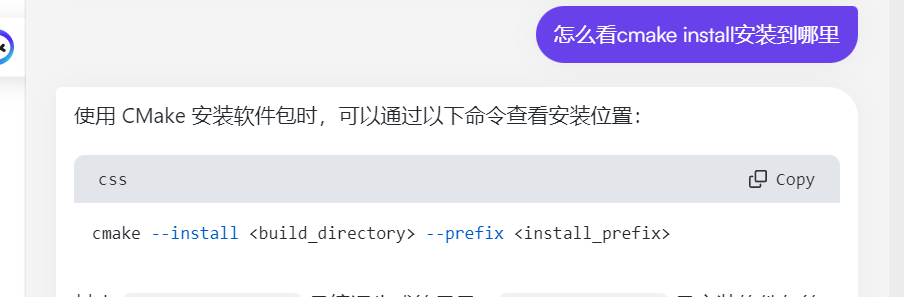 怎么看cmake install安装到哪里
使用 CMake 安装软件包时，可以通过以下命令查看安装位置：
css
Copy
cmake --install <build_directory> --prefix <install_prefix>